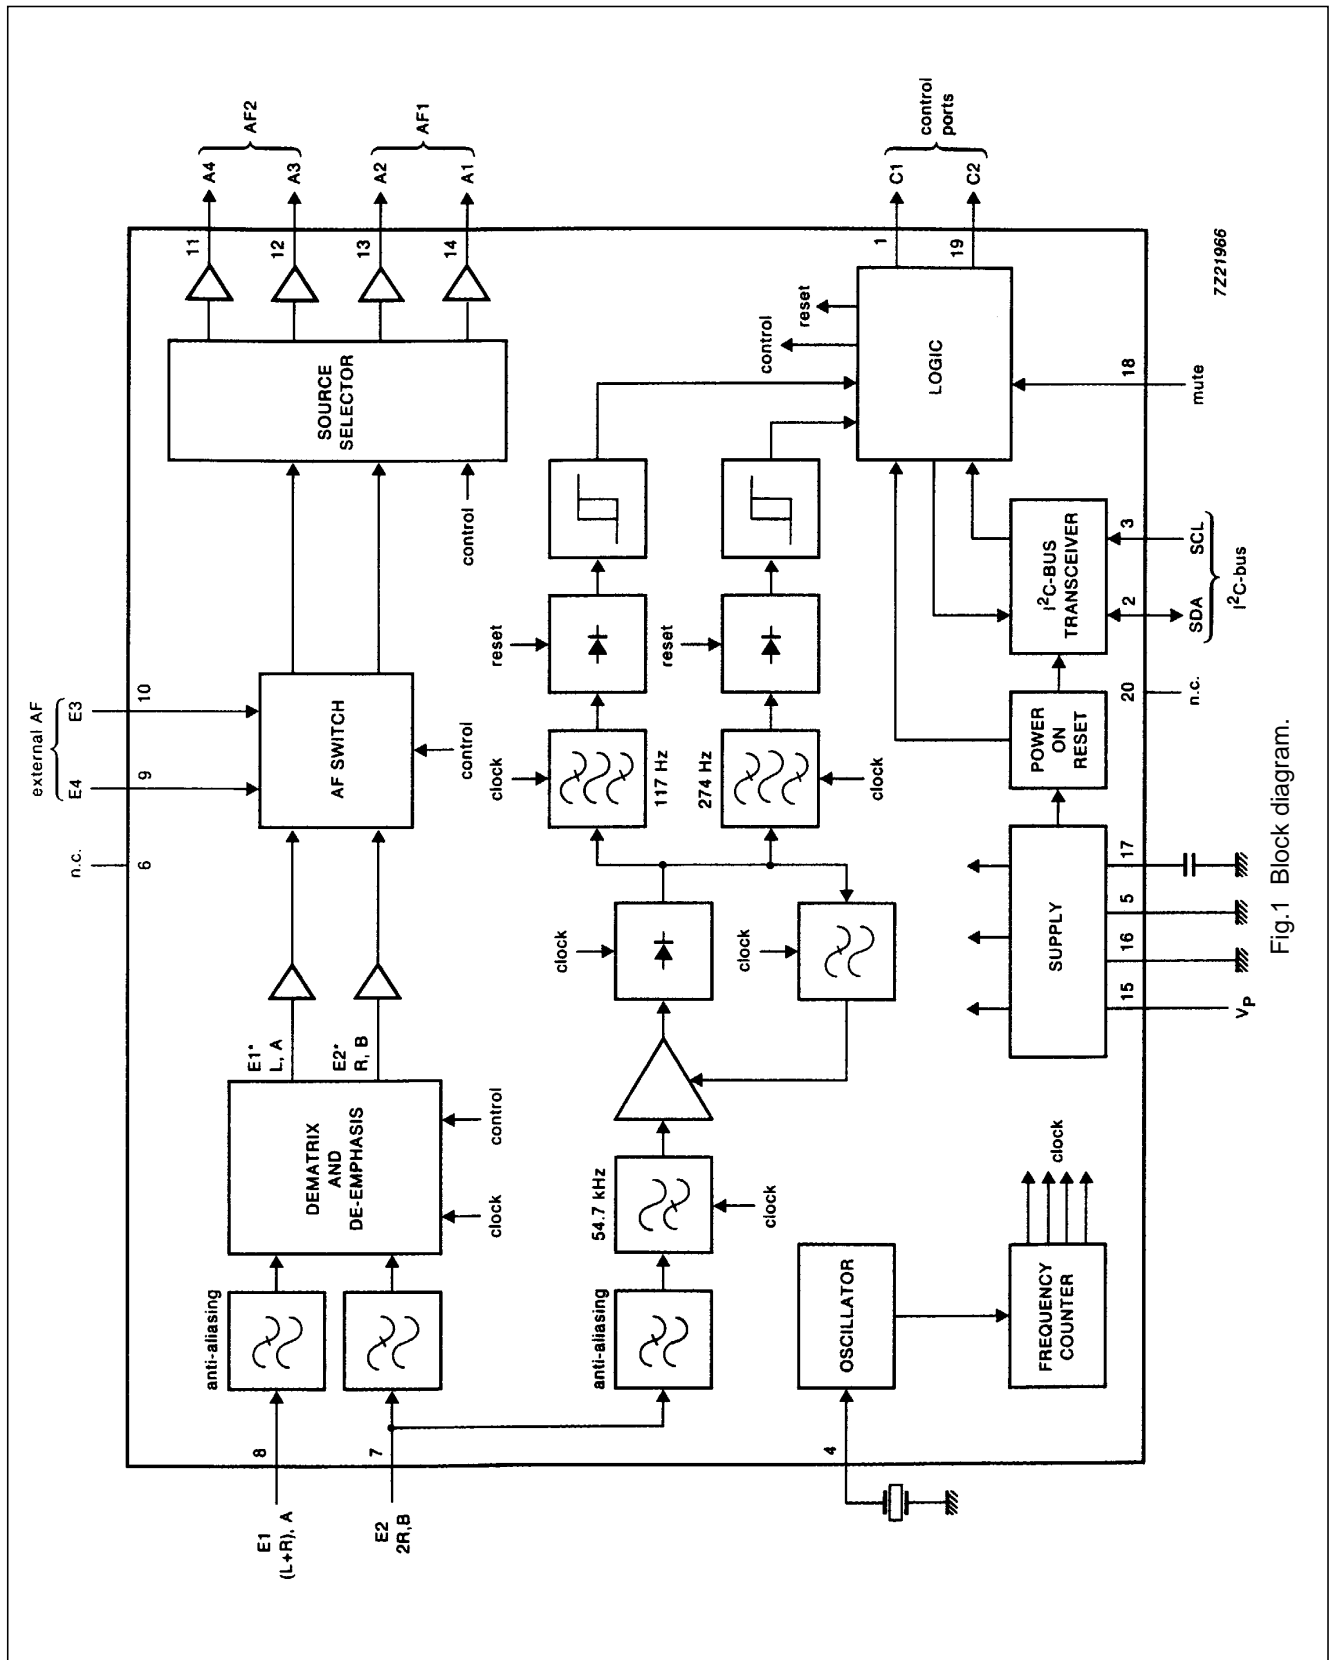 E1
(L+R), A
8
anti-aliasing
E2
2R,B
7
DEMATRIX
AND
DE-EMPHASIS
clock
control
E1*
L, A
E2*
R, B
n.c.
6
external AF
E4
E3
9
10
AF SWITCH
control
SOURCE
SELECTOR
control
11
A4
12
A3
AF2
13
A2
14
A1
AF1
anti-aliasing
54.7 kHz
clock
clock
clock
clock
117 Hz
reset
274 Hz
clock
reset
control
reset
LOGIC
1
C1
19
C2
control
ports
18
mute
4
OSCILLATOR
FREQUENCY
COUNTER
clock
SUPPLY
15
16
5
17
VP
POWER
ON
RESET
20
n.c.
I2C-BUS
TRANSCEIVER
2
3
SDA
SCL
I2C-bus
7Z21966
Fig.1 Block diagram.